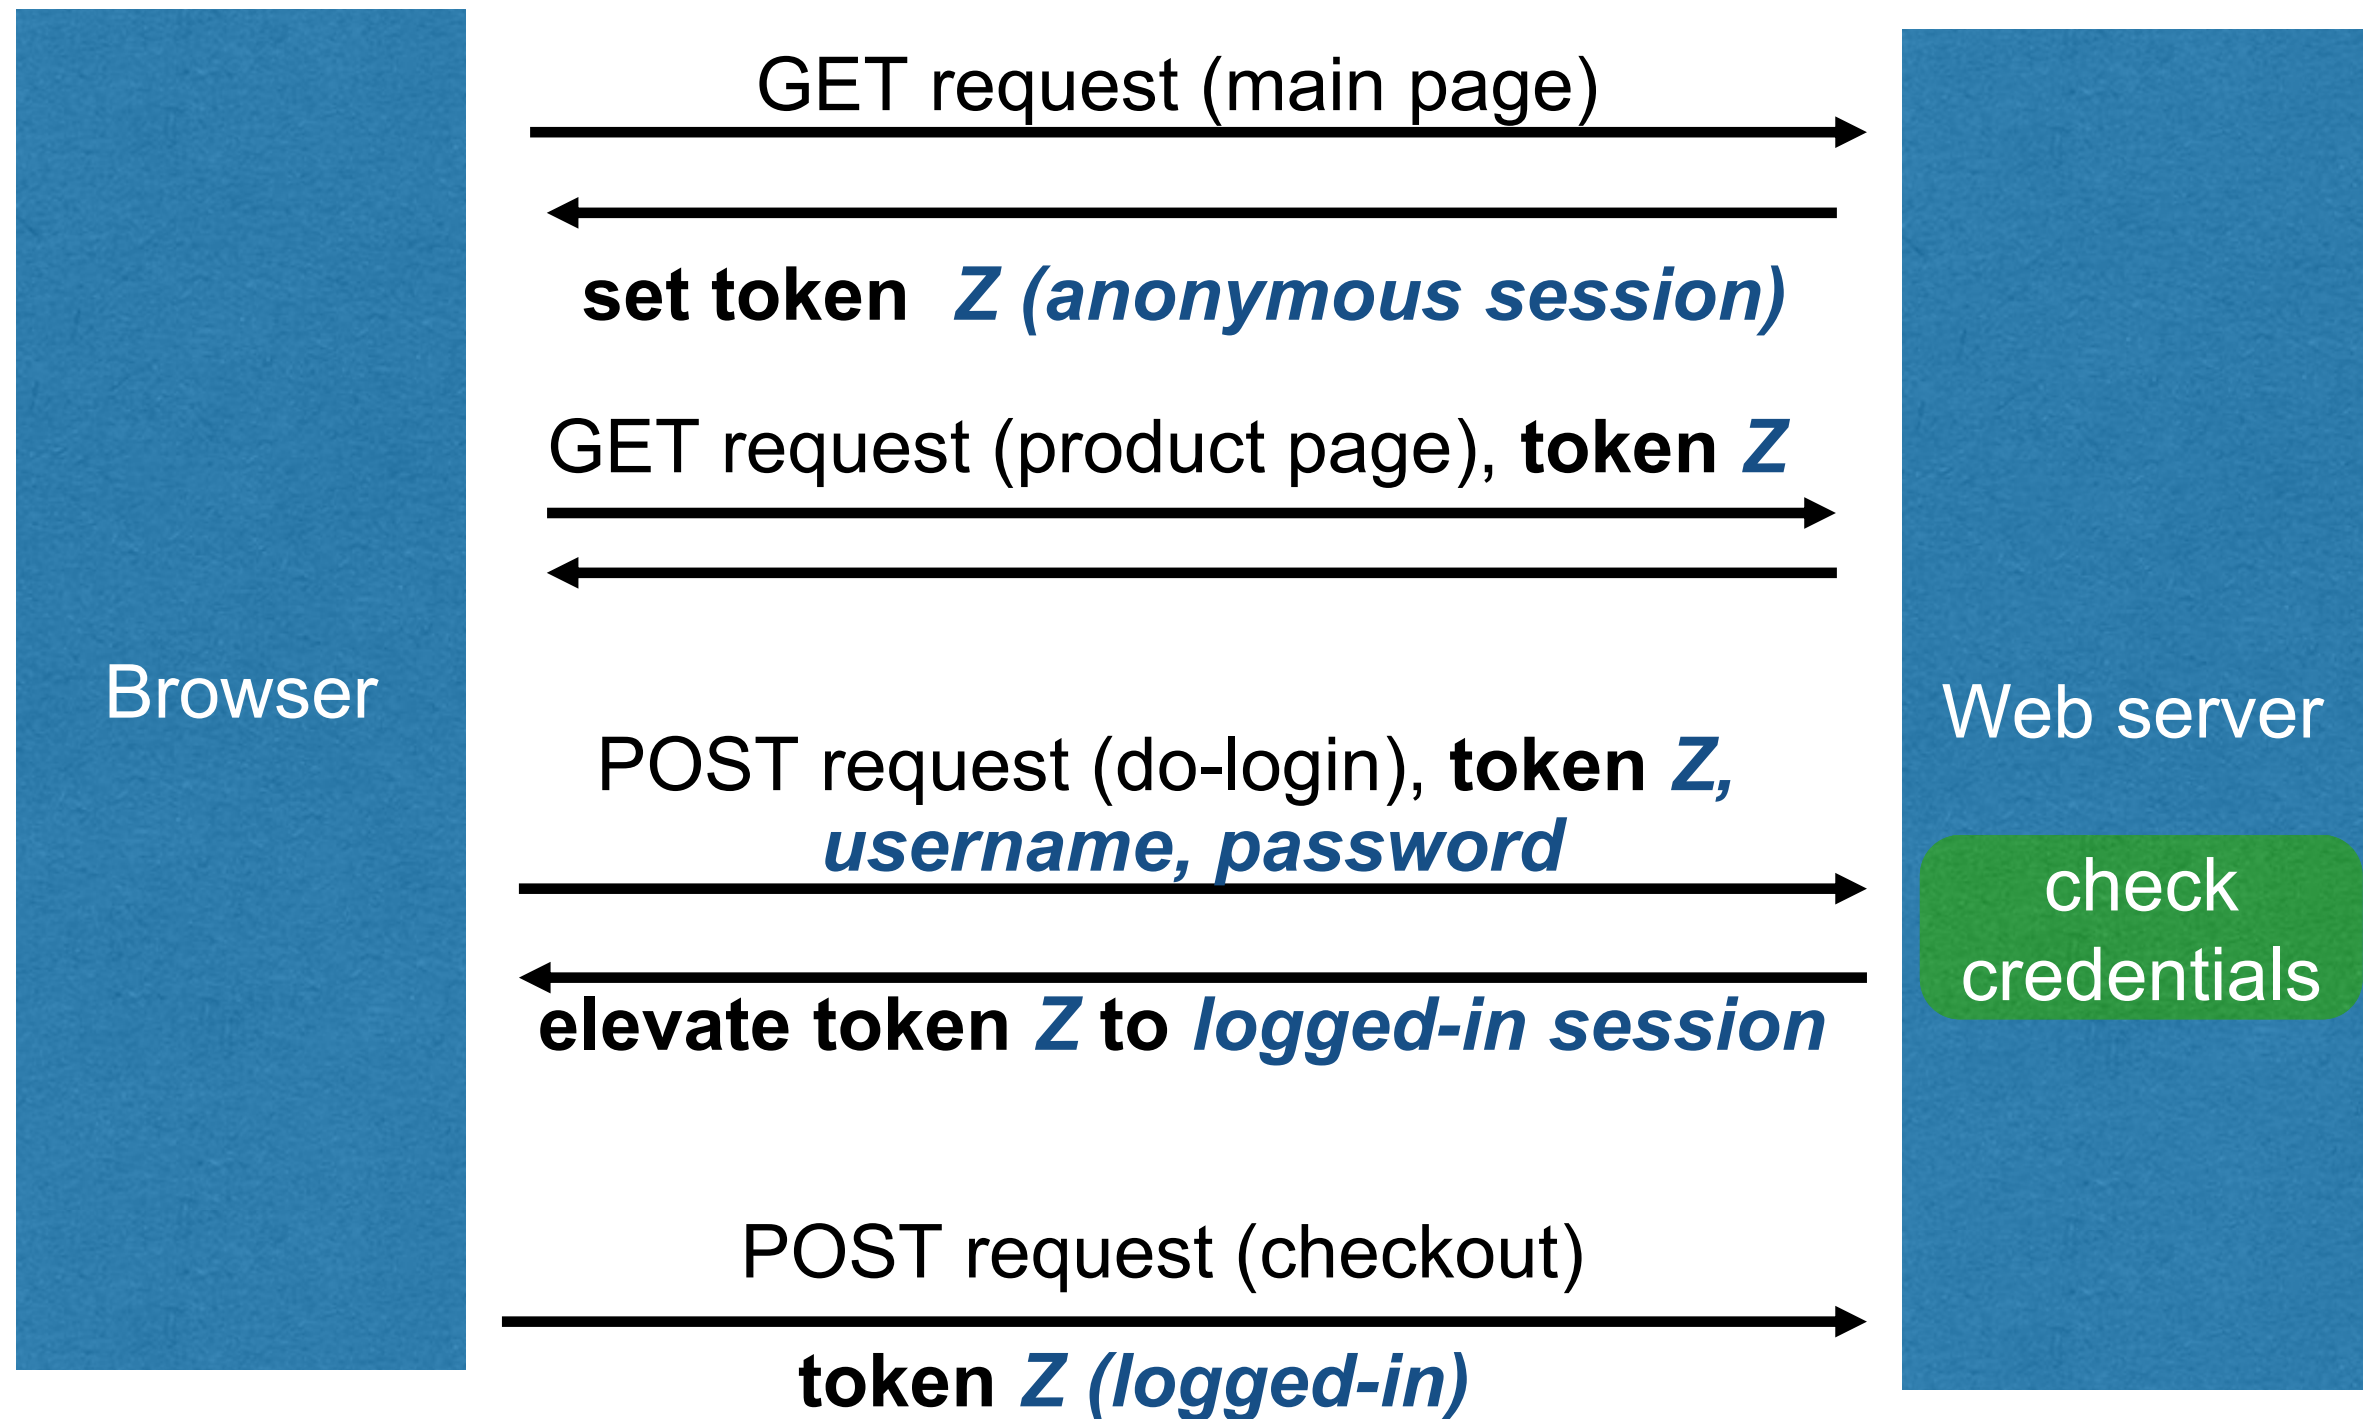 GET request (main page)
set token Z (anonymous session)
GET request (product page), token Z
Browser
Web server
POST request (do-login), token Z,
username, password
check
credentials
elevate token Z to logged-in session
POST request (checkout)
token Z (logged-in)